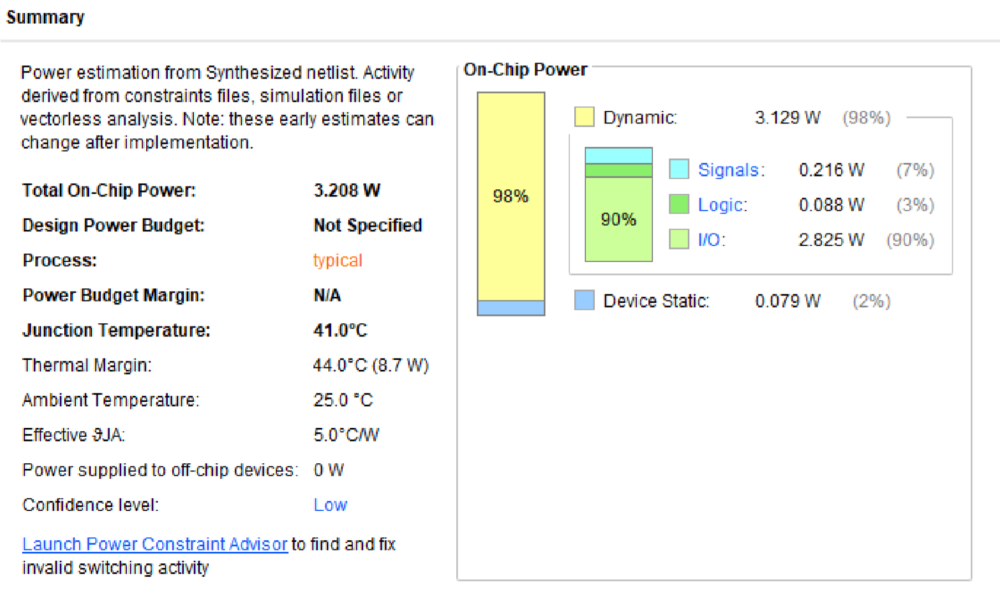 Summary
Power estimation from Synthesized netlist. Activity
derived from constraints files, simulation files or
vectorless analysis. Note: these early estimates can
change after implementation.
Total On-Chip Power: 3.208 W
Design Power Budget: Not Specified
Process: typical
Power Budget Margin: N/A
Junction Temperature: 41.0°C
Thermal Margin: 44.0°C (8.7 W)
Ambient Temperature: 25.0 °C
Effective ϑJA: 5.0°C/W
Power supplied to off-chip devices: 0 W
Confidence level: Low
Launch Power Constraint Advisor to find and fix
invalid switching activity
On-Chip Power
98%
Dynamic: 3.129 W (98%)
90%
Signals: 0.216 W (7%)
Logic: 0.088 W (3%)
I/O: 2.825 W (90%)
Device Static: 0.079 W (2%)